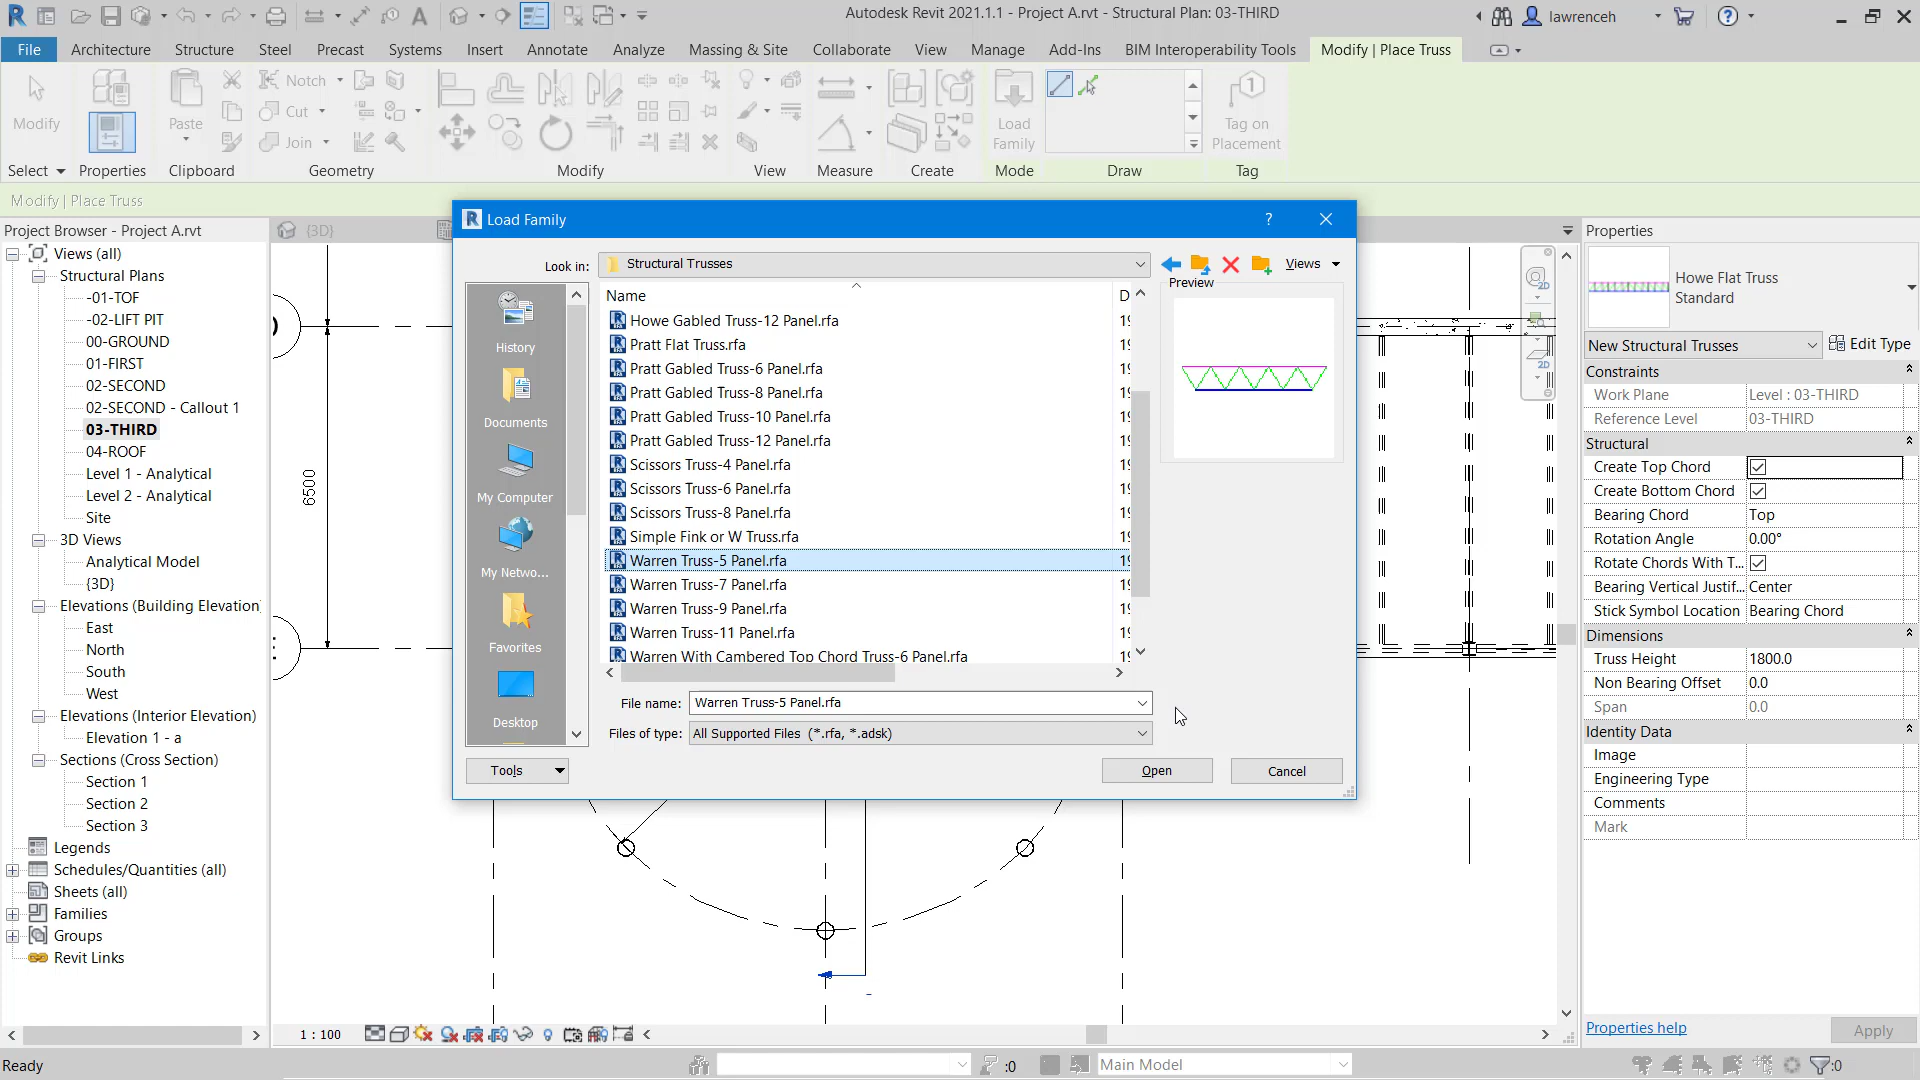 Autodesk Revit 2021.1.1 - Project A.rvt - Structural Plan: 03-THIRD
lawrenceh
File Architecture Structure Steel Precast Systems Insert Annotate Analyze Massing & Site Collaborate View Manage Add-Ins BIM Interoperability Tools Modify | Place Truss
Modify
Paste
Notch
Cut
Join
Load
Family
Tag on
Placement
Select Properties Clipboard Geometry Modify View Measure Create Mode Draw Tag
Modify | Place Truss
Project Browser - Project A.rvt
Views (all)
Structural Plans
-01-TOF
-02-LIFT PIT
00-GROUND
01-FIRST
02-SECOND
02-SECOND - Callout 1
03-THIRD
04-ROOF
Level 1 - Analytical
Level 2 - Analytical
Site
3D Views
Analytical Model
{3D}
Elevations (Building Elevation)
East
North
South
West
Elevations (Interior Elevation)
Elevation 1 - a
Sections (Cross Section)
Section 1
Section 2
Section 3
Legends
Schedules/Quantities (all)
Sheets (all)
Families
Groups
Revit Links
{3D}
6500
Load Family
?
Look in:
Structural Trusses
Views
History
Documents
My Computer
My Netwo...
Favorites
Desktop
Name
D
Howe Gabled Truss-12 Panel.rfa
Pratt Flat Truss.rfa
Pratt Gabled Truss-6 Panel.rfa
Pratt Gabled Truss-8 Panel.rfa
Pratt Gabled Truss-10 Panel.rfa
Pratt Gabled Truss-12 Panel.rfa
Scissors Truss-4 Panel.rfa
Scissors Truss-6 Panel.rfa
Scissors Truss-8 Panel.rfa
Simple Fink or W Truss.rfa
Warren Truss-5 Panel.rfa
Warren Truss-7 Panel.rfa
Warren Truss-9 Panel.rfa
Warren Truss-11 Panel.rfa
Warren With Cambered Top Chord Truss-6 Panel.rfa
Preview
File name: Warren Truss-5 Panel.rfa
Files of type: All Supported Files (*.rfa, *.adsk)
Tools
Open
Cancel
2D
2D
Properties
Howe Flat Truss
Standard
New Structural Trusses
Edit Type
Constraints
Work Plane Level : 03-THIRD
Reference Level 03-THIRD
Structural
Create Top Chord
Create Bottom Chord
Bearing Chord Top
Rotation Angle 0.00°
Rotate Chords With T...
Bearing Vertical Justif... Center
Stick Symbol Location Bearing Chord
Dimensions
Truss Height 1800.0
Non Bearing Offset 0.0
Span 0.0
Identity Data
Image
Engineering Type
Comments
Mark
Properties help
Apply
1 : 100
Ready
:0
Main Model
:0